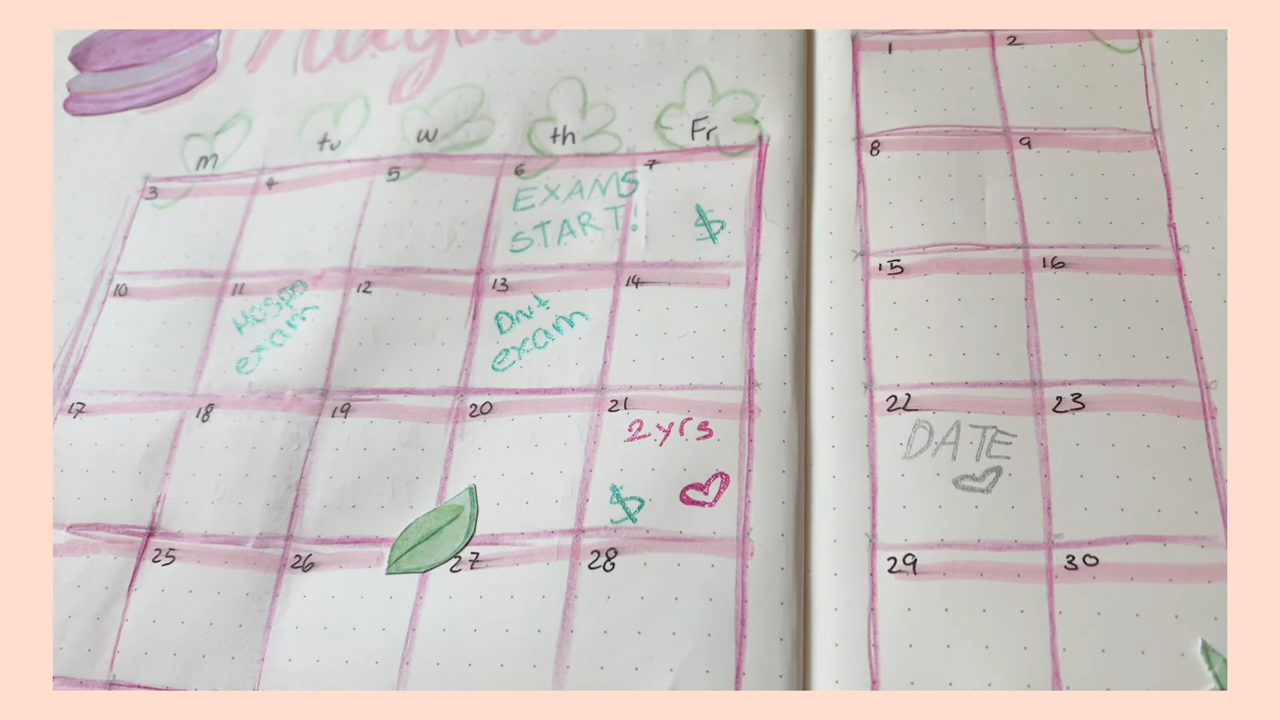 m tu w th Fr
1 2
3 4 5 6 7
EXAMS
START!
$
8 9
10 11 12 13 14
Hospo
exam
Dvt
exam
15 16
17 18 19 20 21
2yrs
$
22 23
DATE
25 26 27 28
29 30